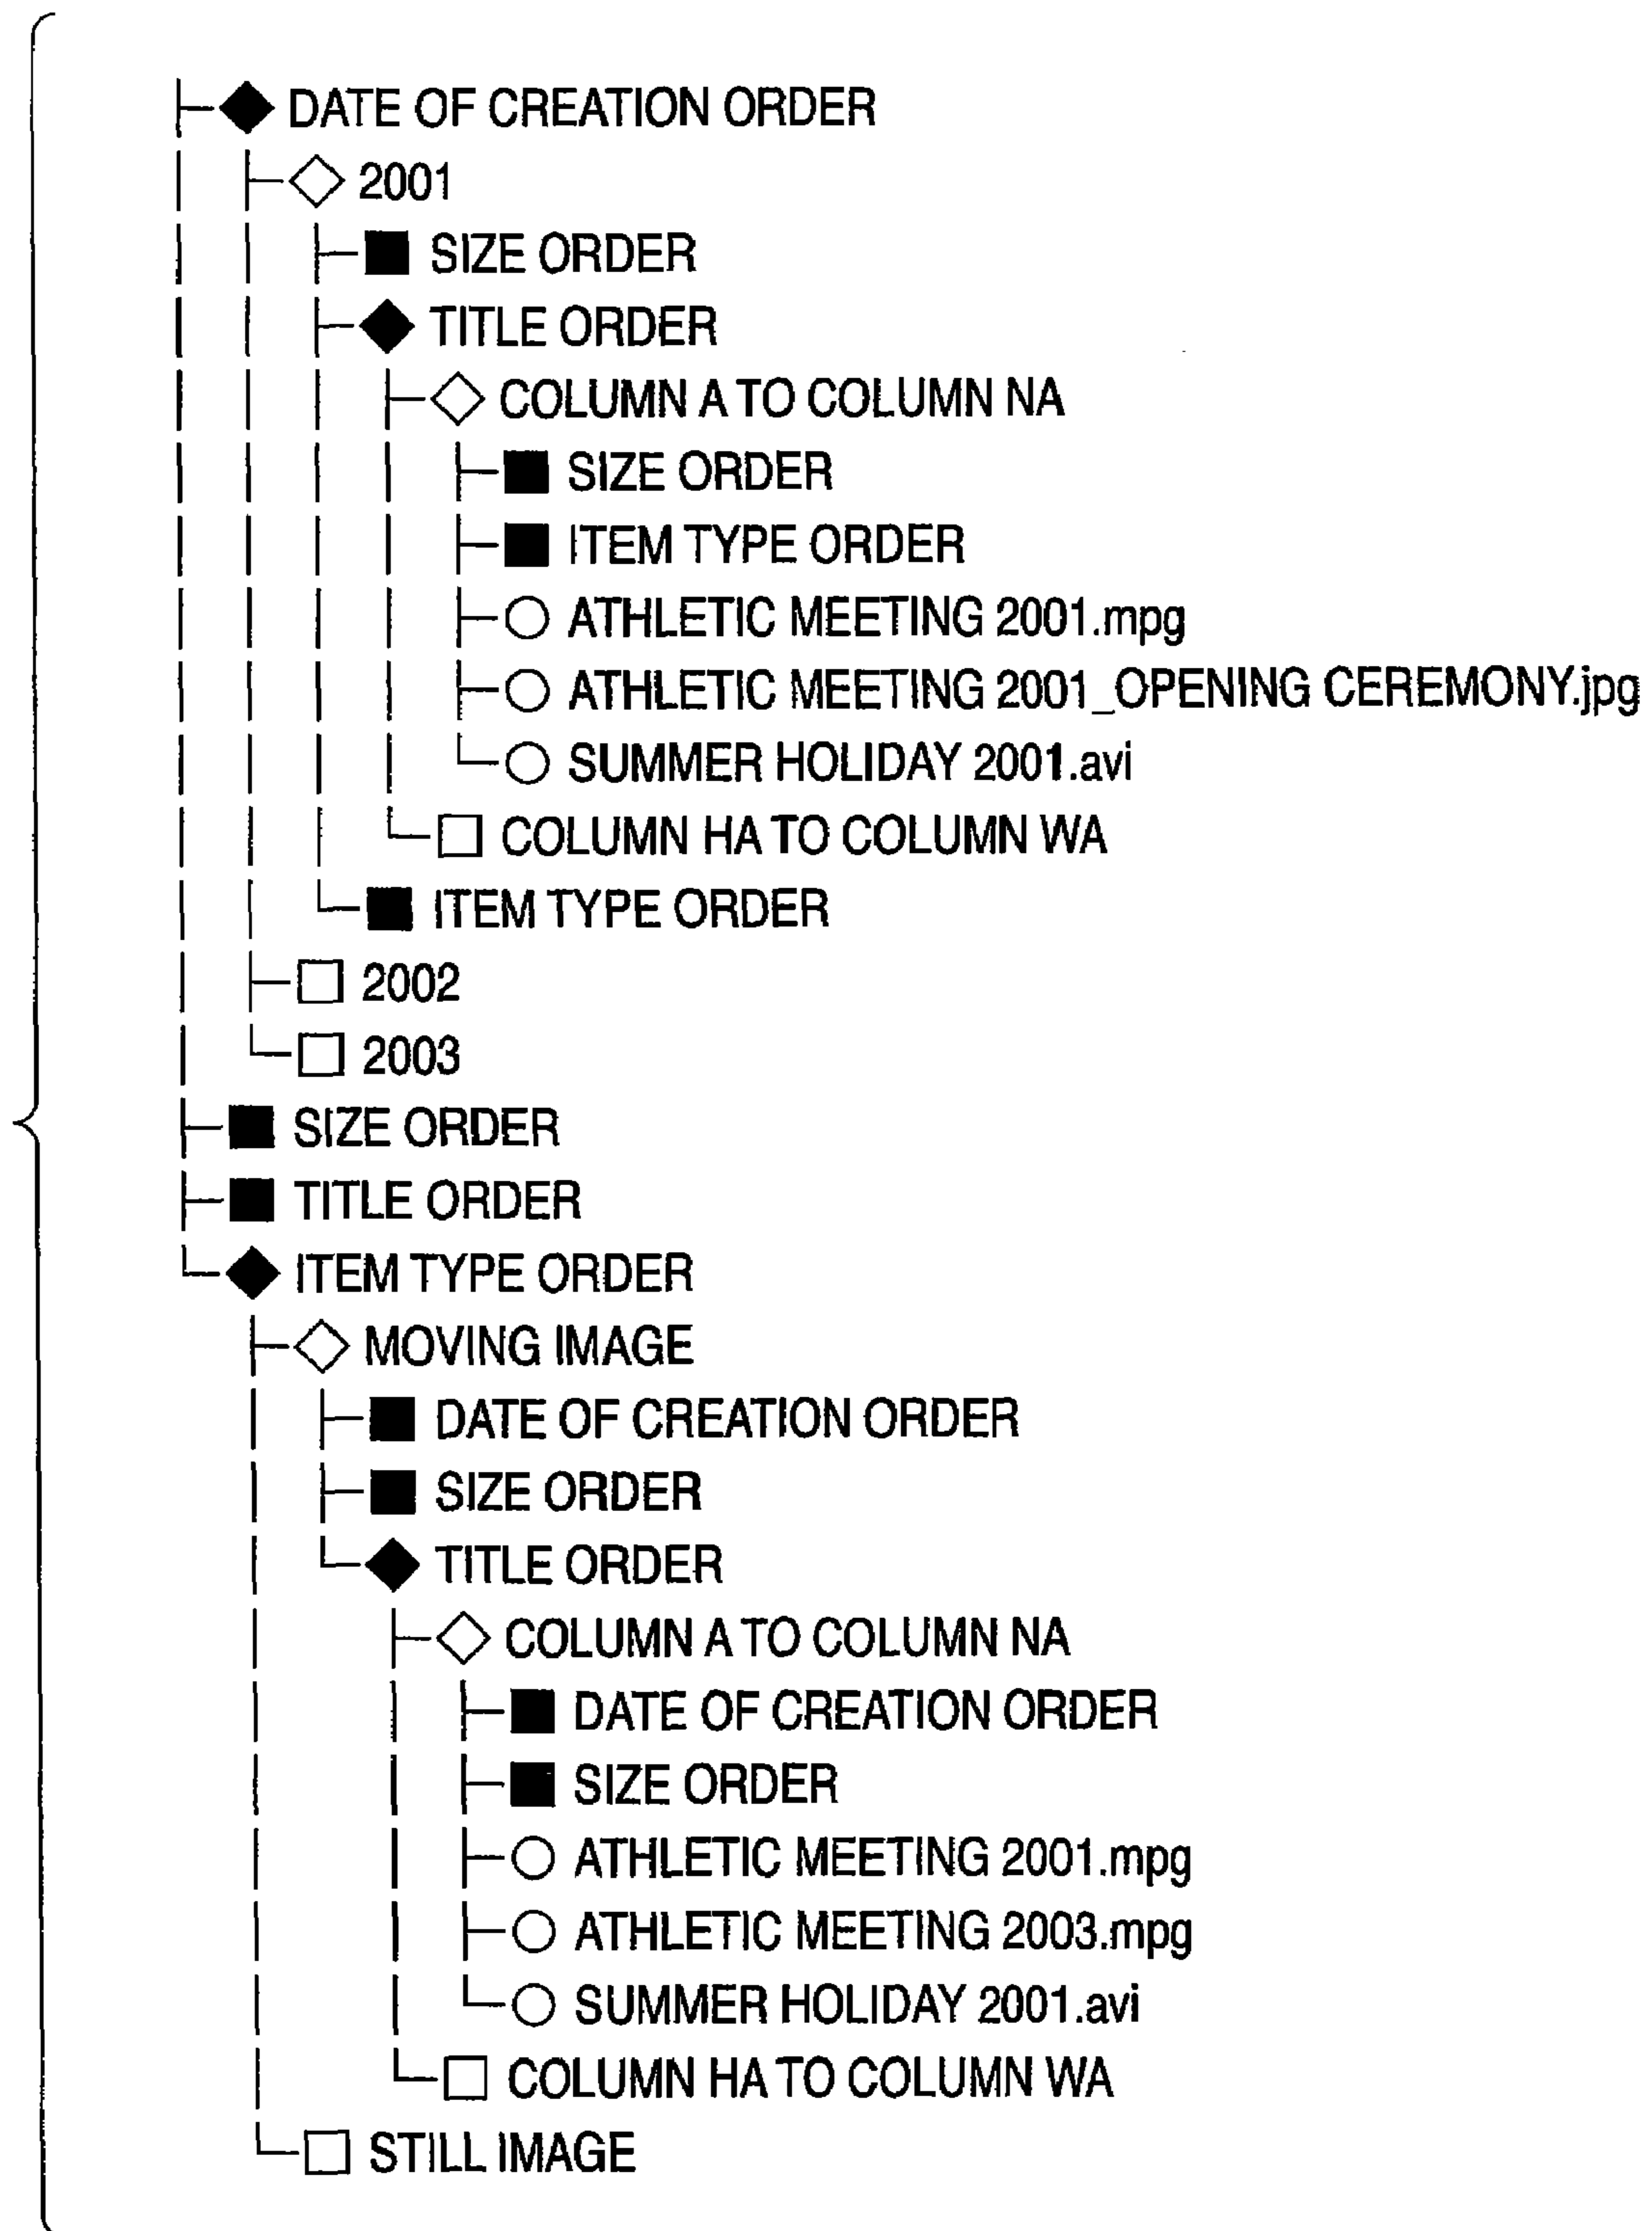 DATE OF CREATION ORDER
2001
SIZE ORDER
TITLE ORDER
COLUMN A TO COLUMN NA
SIZE ORDER
ITEM TYPE ORDER
ATHLETIC MEETING 2001.mpg
ATHLETIC MEETING 2001_OPENING CEREMONY.jpg
SUMMER HOLIDAY 2001.avi
COLUMN HA TO COLUMN WA
ITEM TYPE ORDER
2002
2003
SIZE ORDER
TITLE ORDER
ITEM TYPE ORDER
MOVING IMAGE
DATE OF CREATION ORDER
SIZE ORDER
TITLE ORDER
COLUMN A TO COLUMN NA
DATE OF CREATION ORDER
SIZE ORDER
ATHLETIC MEETING 2001.mpg
ATHLETIC MEETING 2003.mpg
SUMMER HOLIDAY 2001.avi
COLUMN HA TO COLUMN WA
STILL IMAGE